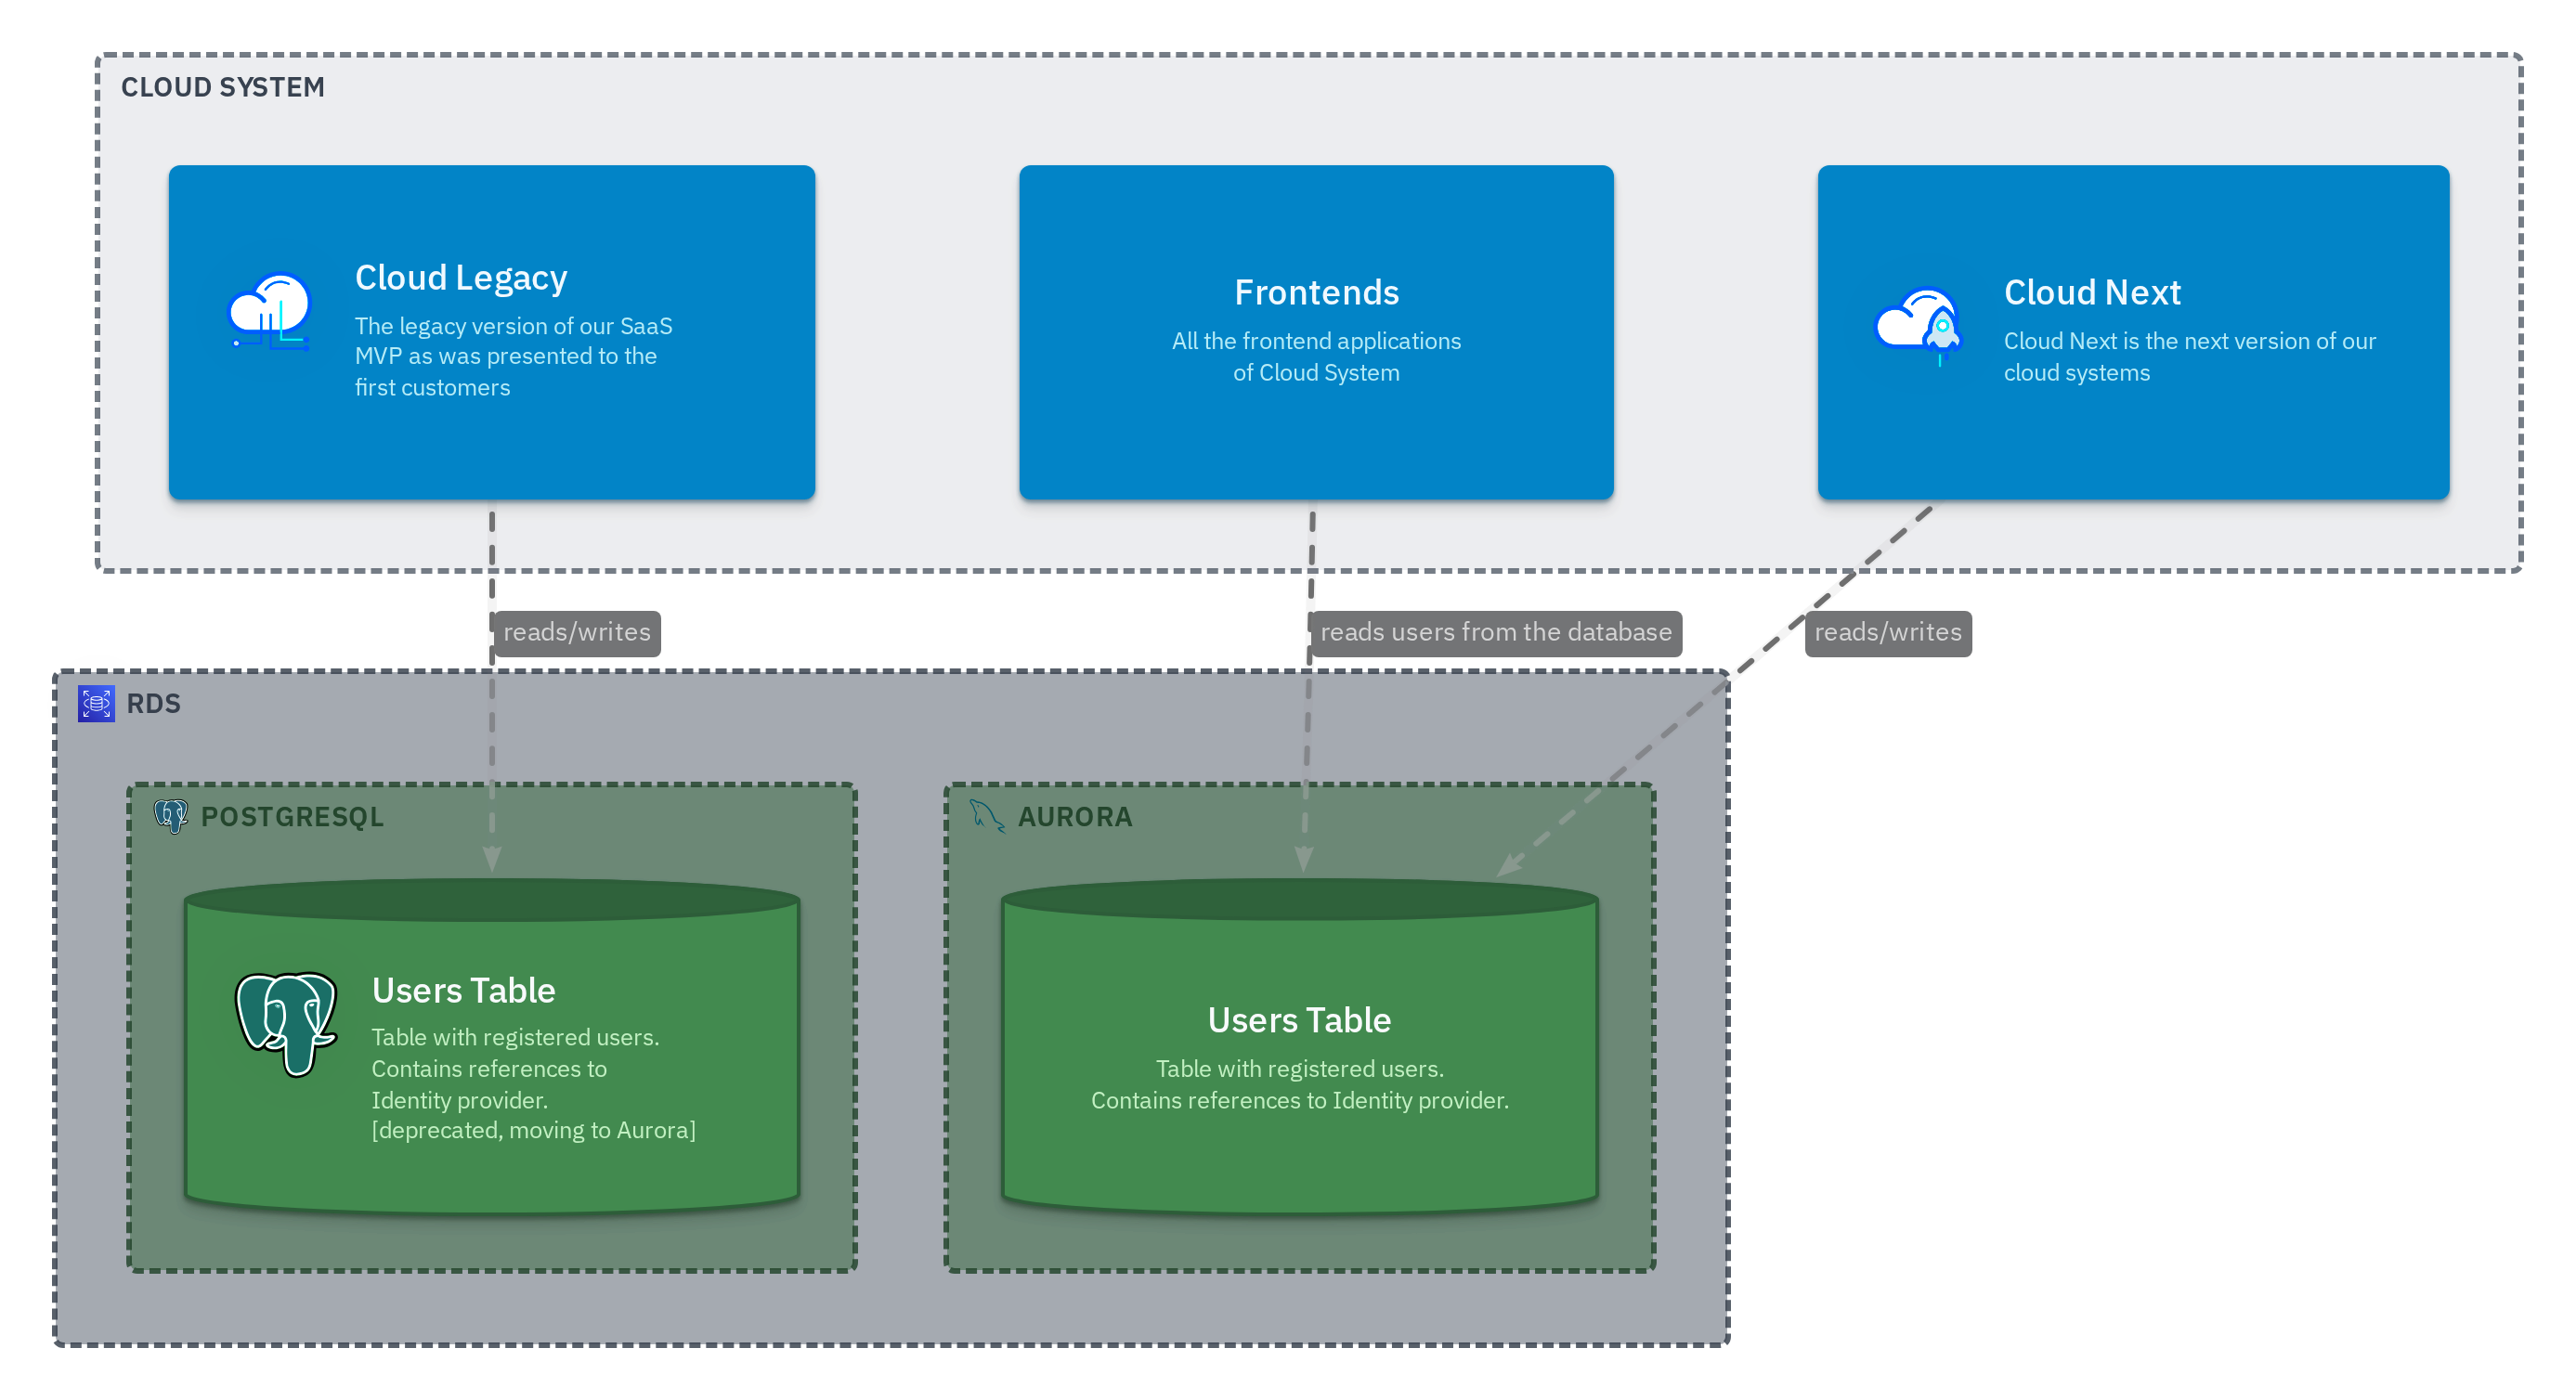 CLOUD SYSTEM
Cloud Legacy
The legacy version of our SaaS
MVP as was presented to the
first customers
Frontends
All the frontend applications
of Cloud System
Cloud Next
Cloud Next is the next version of our
cloud systems
reads/writes
reads users from the database
reads/writes
RDS
POSTGRESQL
Users Table
Table with registered users.
Contains references to
Identity provider.
[deprecated, moving to Aurora]
AURORA
Users Table
Table with registered users.
Contains references to Identity provider.